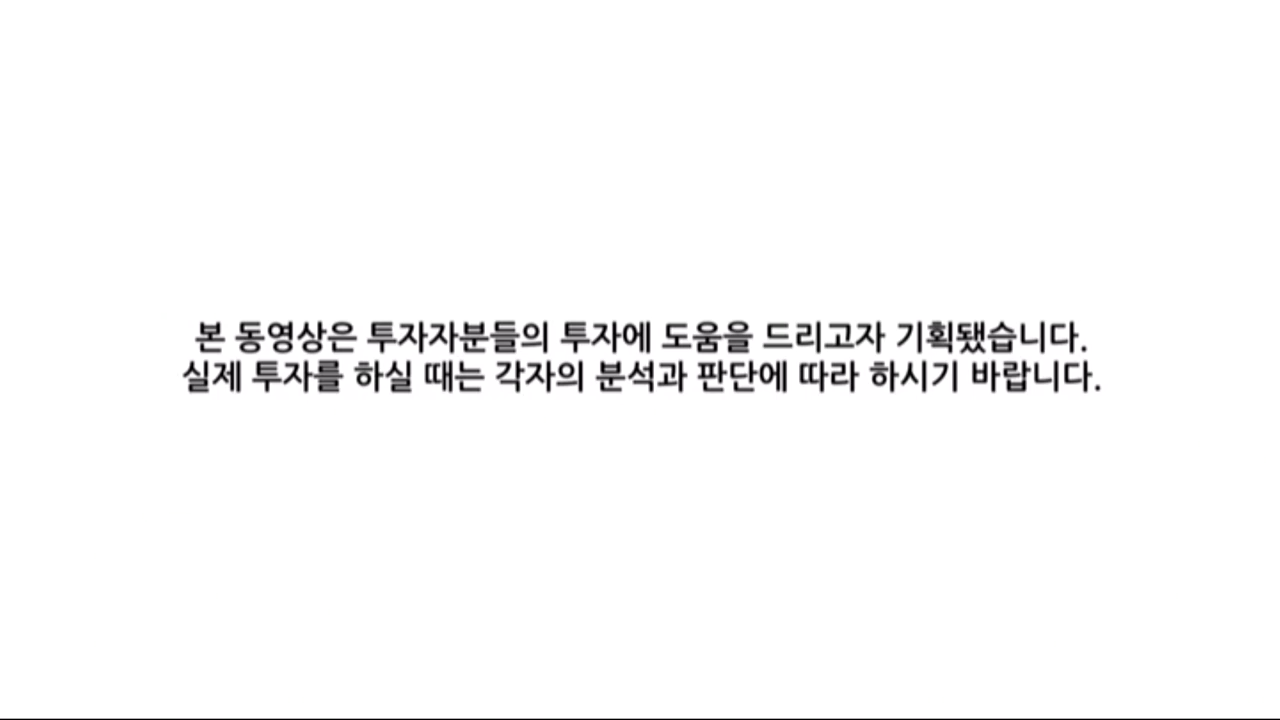 본 동영상은 투자자분들의 투자에 도움을 드리고자 기획됐습니다.
실제 투자를 하실 때는 각자의 분석과 판단에 따라 하시기 바랍니다.